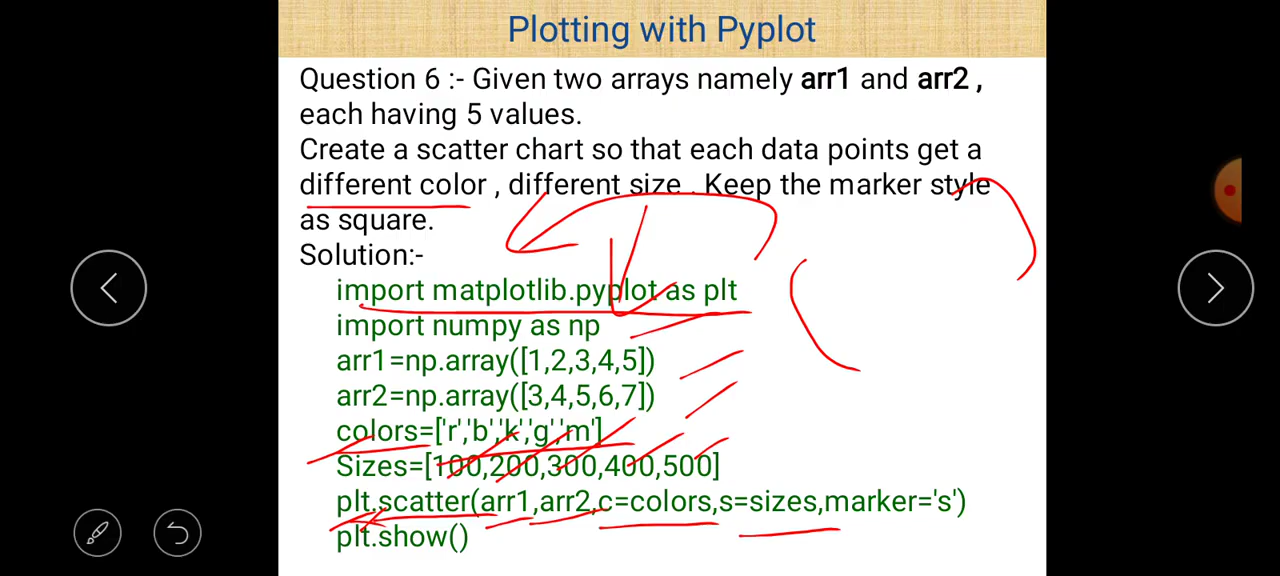 Plotting with Pyplot
Question 6 :- Given two arrays namely arr1 and arr2 ,
each having 5 values.
Create a scatter chart so that each data points get a
different color , different size . Keep the marker style
as square.
Solution:-
import matplotlib.pyplot as plt
import numpy as np
arr1=np.array([1,2,3,4,5])
arr2=np.array([3,4,5,6,7])
colors=['r','b','k','g','m']
Sizes=[100,200,300,400,500]
plt.scatter(arr1,arr2,c=colors,s=sizes,marker='s')
plt.show()